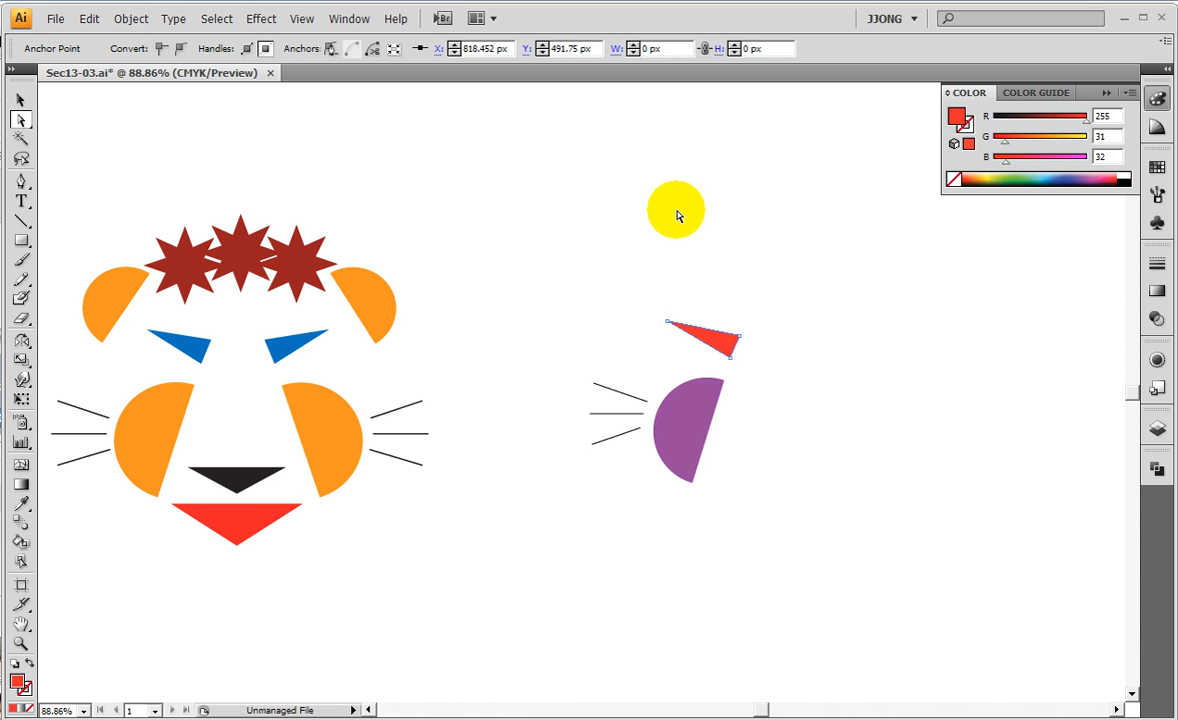 Ai File Edit Object Type Select Effect View Window Help Br JJONG
Anchor Point Convert: Handles: Anchors: X: 818.452 px Y: 491.75 px W: 0 px H: 0 px
Sec13-03.ai* @ 88.86% (CMYK/Preview)
COLOR COLOR GUIDE
R 255
G 31
B 32
T
88.86% 1 Unmanaged File